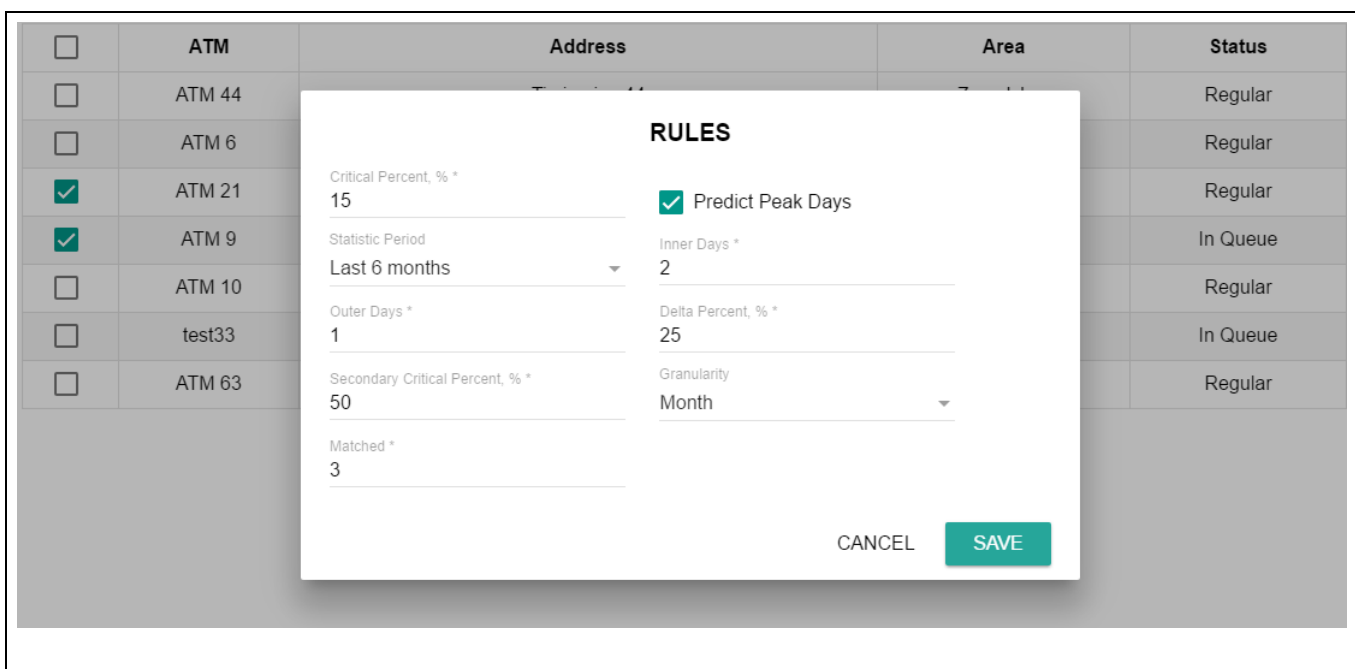 ATM Address Area Status
ATM 44 Regular
RULES
ATM 6 Regular
Critical Percent, % *
15
Predict Peak Days
ATM 21 Regular
Statistic Period
Last 6 months
Inner Days *
2
ATM 9 In Queue
ATM 10 Regular
Outer Days *
1
Delta Percent, % *
25
test33 In Queue
Secondary Critical Percent, % *
50
Granularity
Month
ATM 63 Regular
Matched *
3
CANCEL SAVE